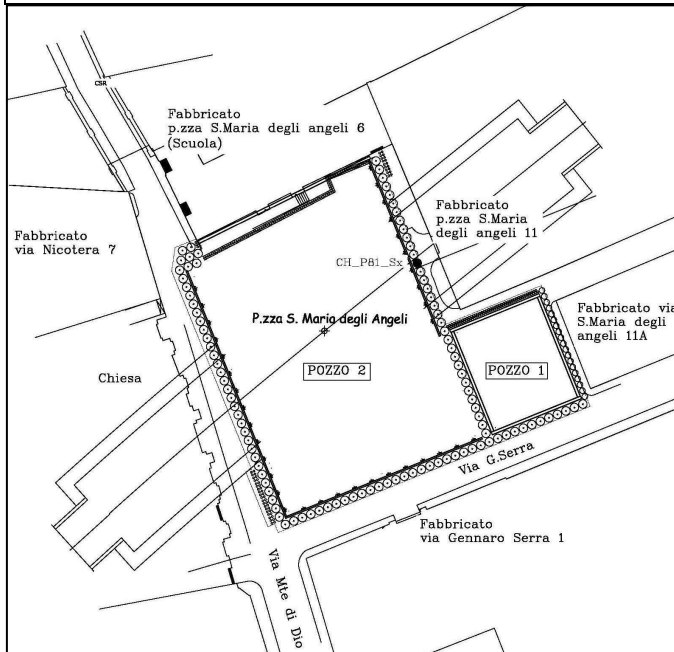 CSR
Fabbricato
p.zza S.Maria degli angeli 6
(Scuola)
Fabbricato
p.zza S.Maria
degli angeli 11
Fabbricato
via Nicotera 7
CH_P81_Sx
P.zza S. Maria degli Angeli
Fabbricato via
S.Maria degli
angeli 11A
Chiesa
POZZO 2
POZZO 1
Via G.Serra
Fabbricato
via Gennaro Serra 1
Via Mte di Dio